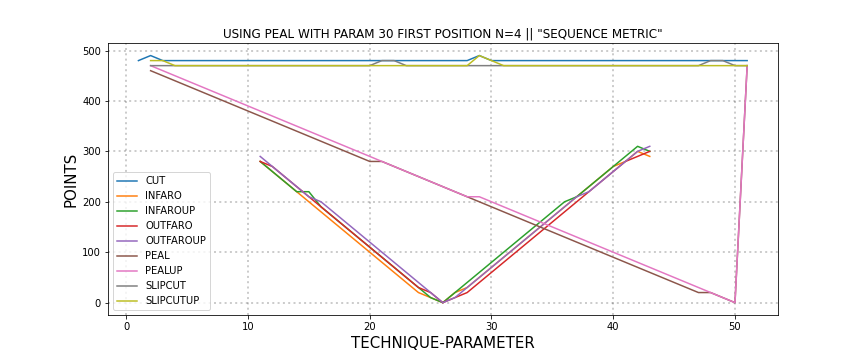 USING PEAL WITH PARAM 30 FIRST POSITION N=4 || "SEQUENCE METRIC"
500
400
300
200
100
0
POINTS
CUT
INFARO
INFAROUP
OUTFARO
OUTFAROUP
PEAL
PEALUP
SLIPCUT
SLIPCUTUP
0 10 20 30 40 50
TECHNIQUE-PARAMETER